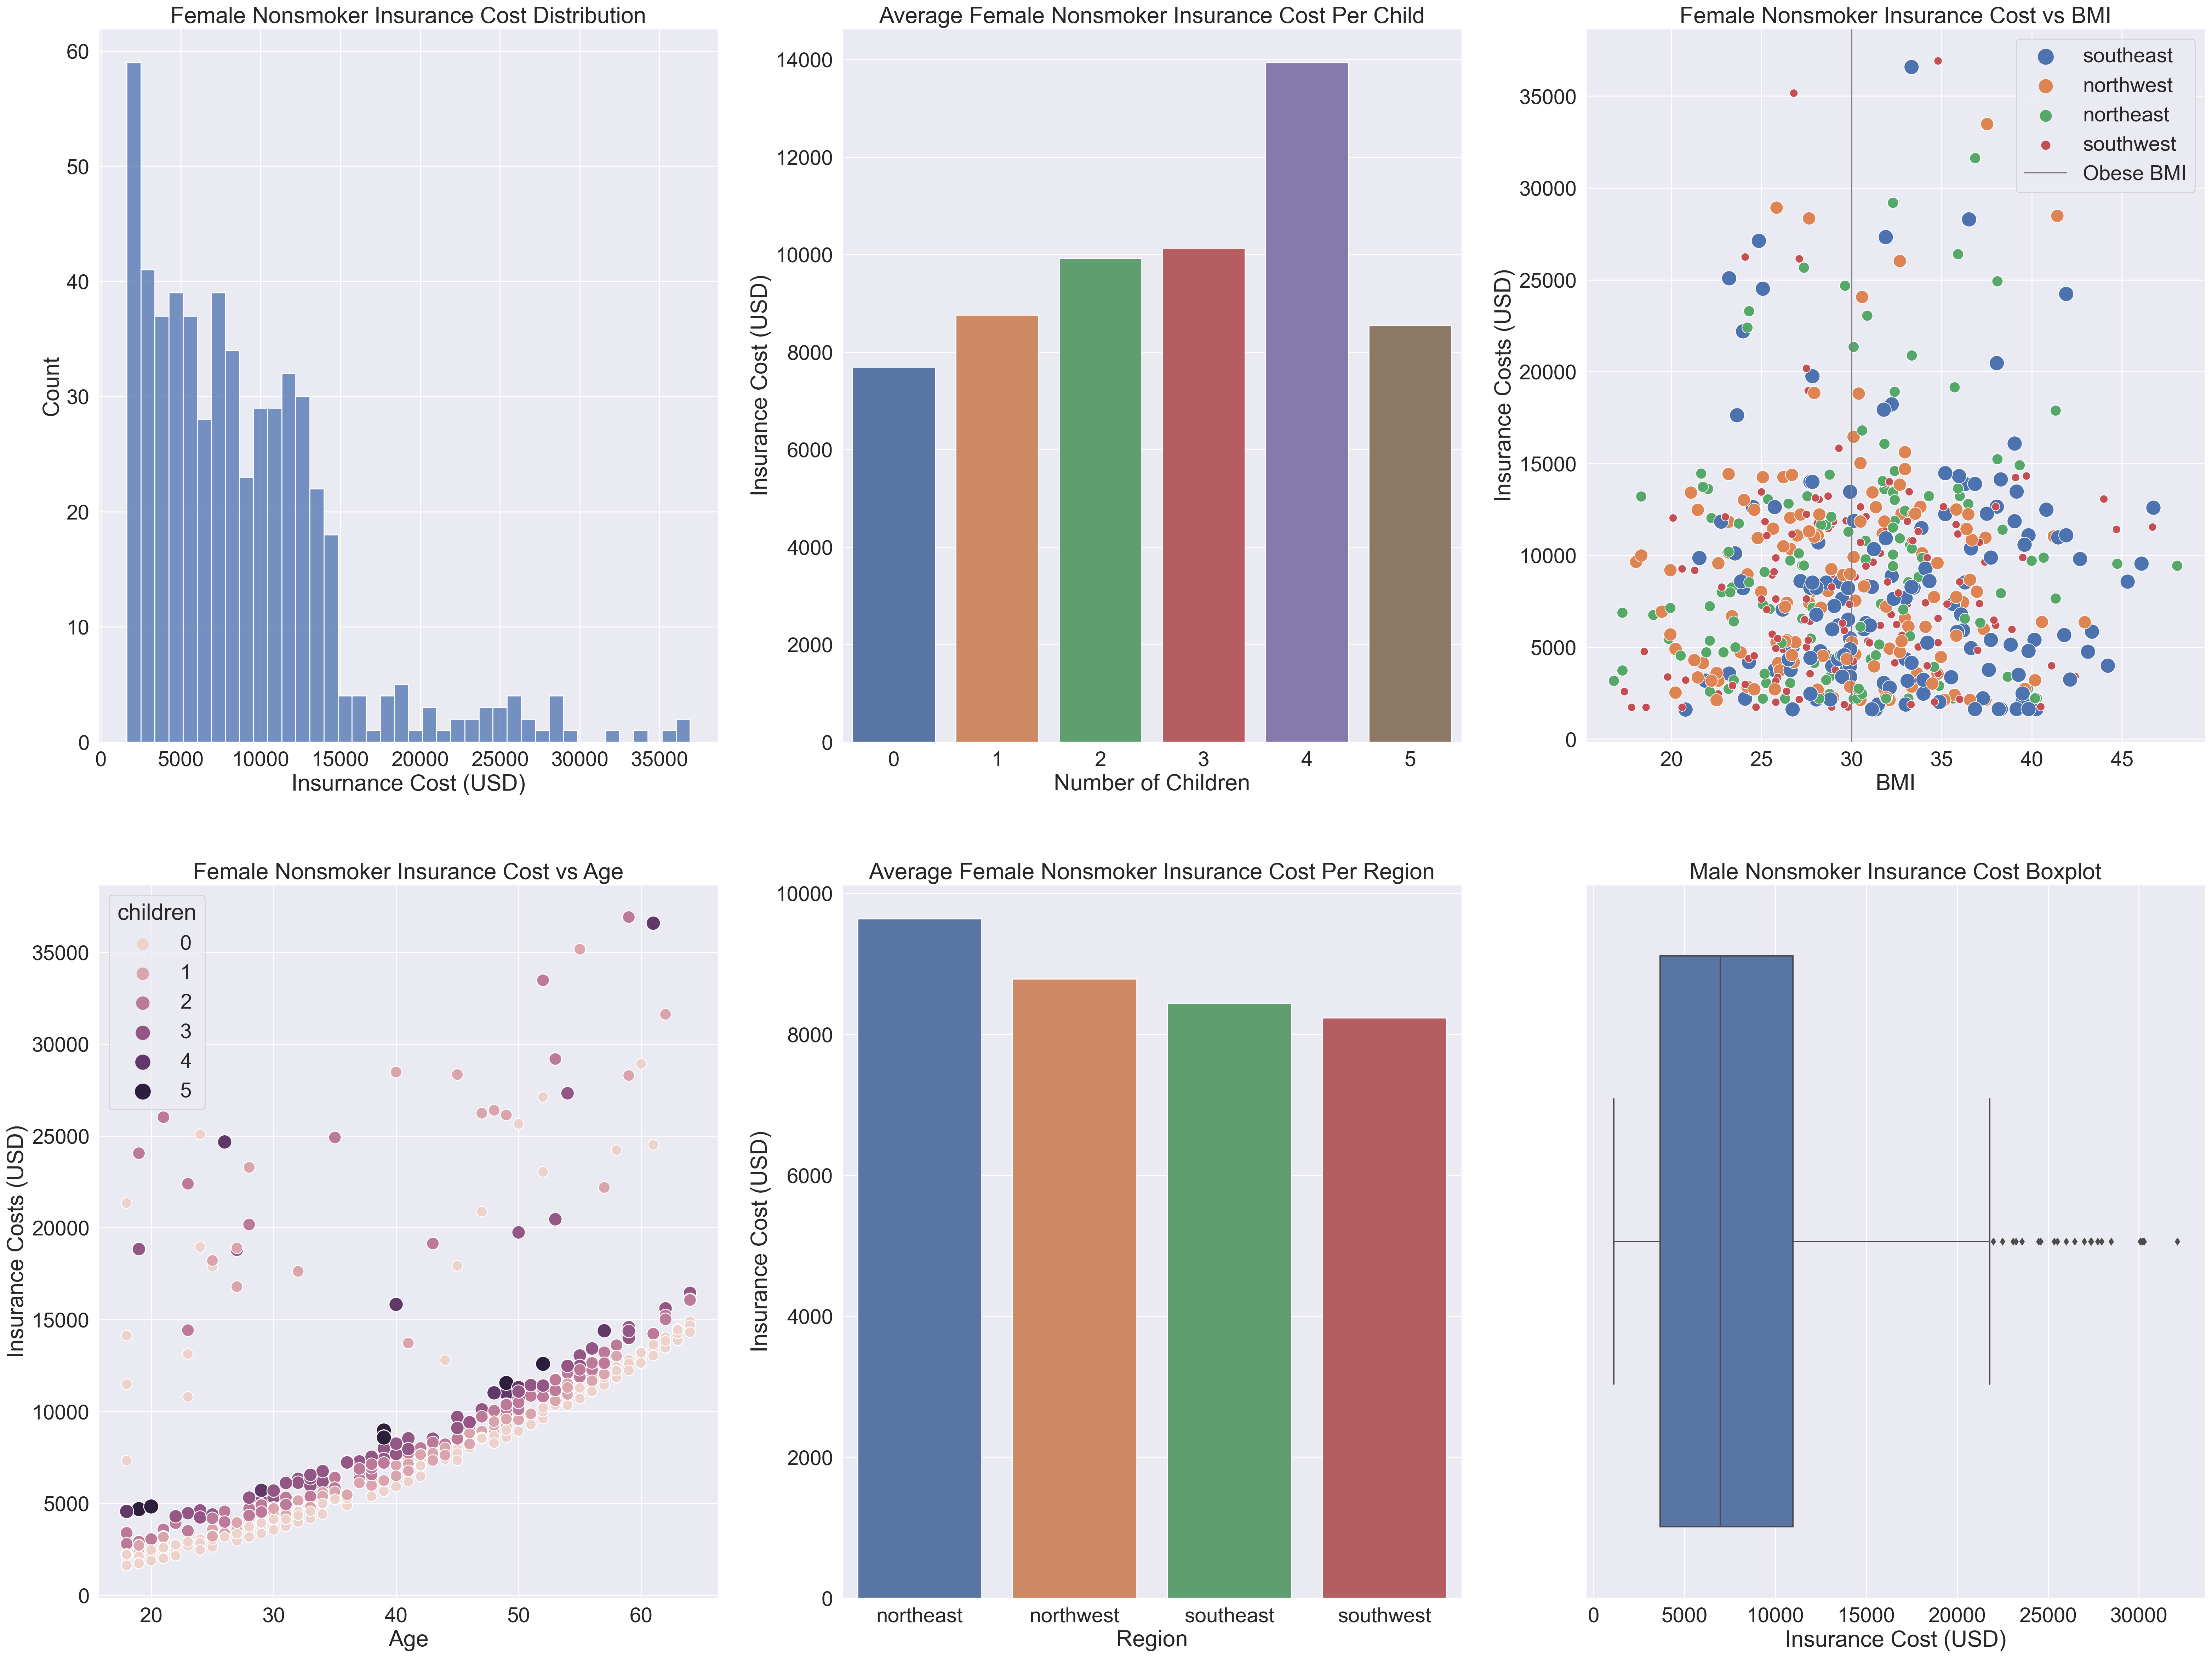 Female Nonsmoker Insurance Cost Distribution
60
50
40
30
20
10
0
Count
0 5000 10000 15000 20000 25000 30000 35000
Insurnance Cost (USD)
Average Female Nonsmoker Insurance Cost Per Child
14000
12000
10000
8000
6000
4000
2000
0
Insurance Cost (USD)
0 1 2 3 4 5
Number of Children
Female Nonsmoker Insurance Cost vs BMI
southeast
northwest
northeast
southwest
Obese BMI
35000
30000
25000
20000
15000
10000
5000
0
Insurance Costs (USD)
20 25 30 35 40 45
BMI
Female Nonsmoker Insurance Cost vs Age
children
0
1
2
3
4
5
35000
30000
25000
20000
15000
10000
5000
0
Insurance Costs (USD)
20 30 40 50 60
Age
Average Female Nonsmoker Insurance Cost Per Region
10000
8000
6000
4000
2000
0
Insurance Cost (USD)
northeast northwest southeast southwest
Region
Male Nonsmoker Insurance Cost Boxplot
0 5000 10000 15000 20000 25000 30000
Insurance Cost (USD)